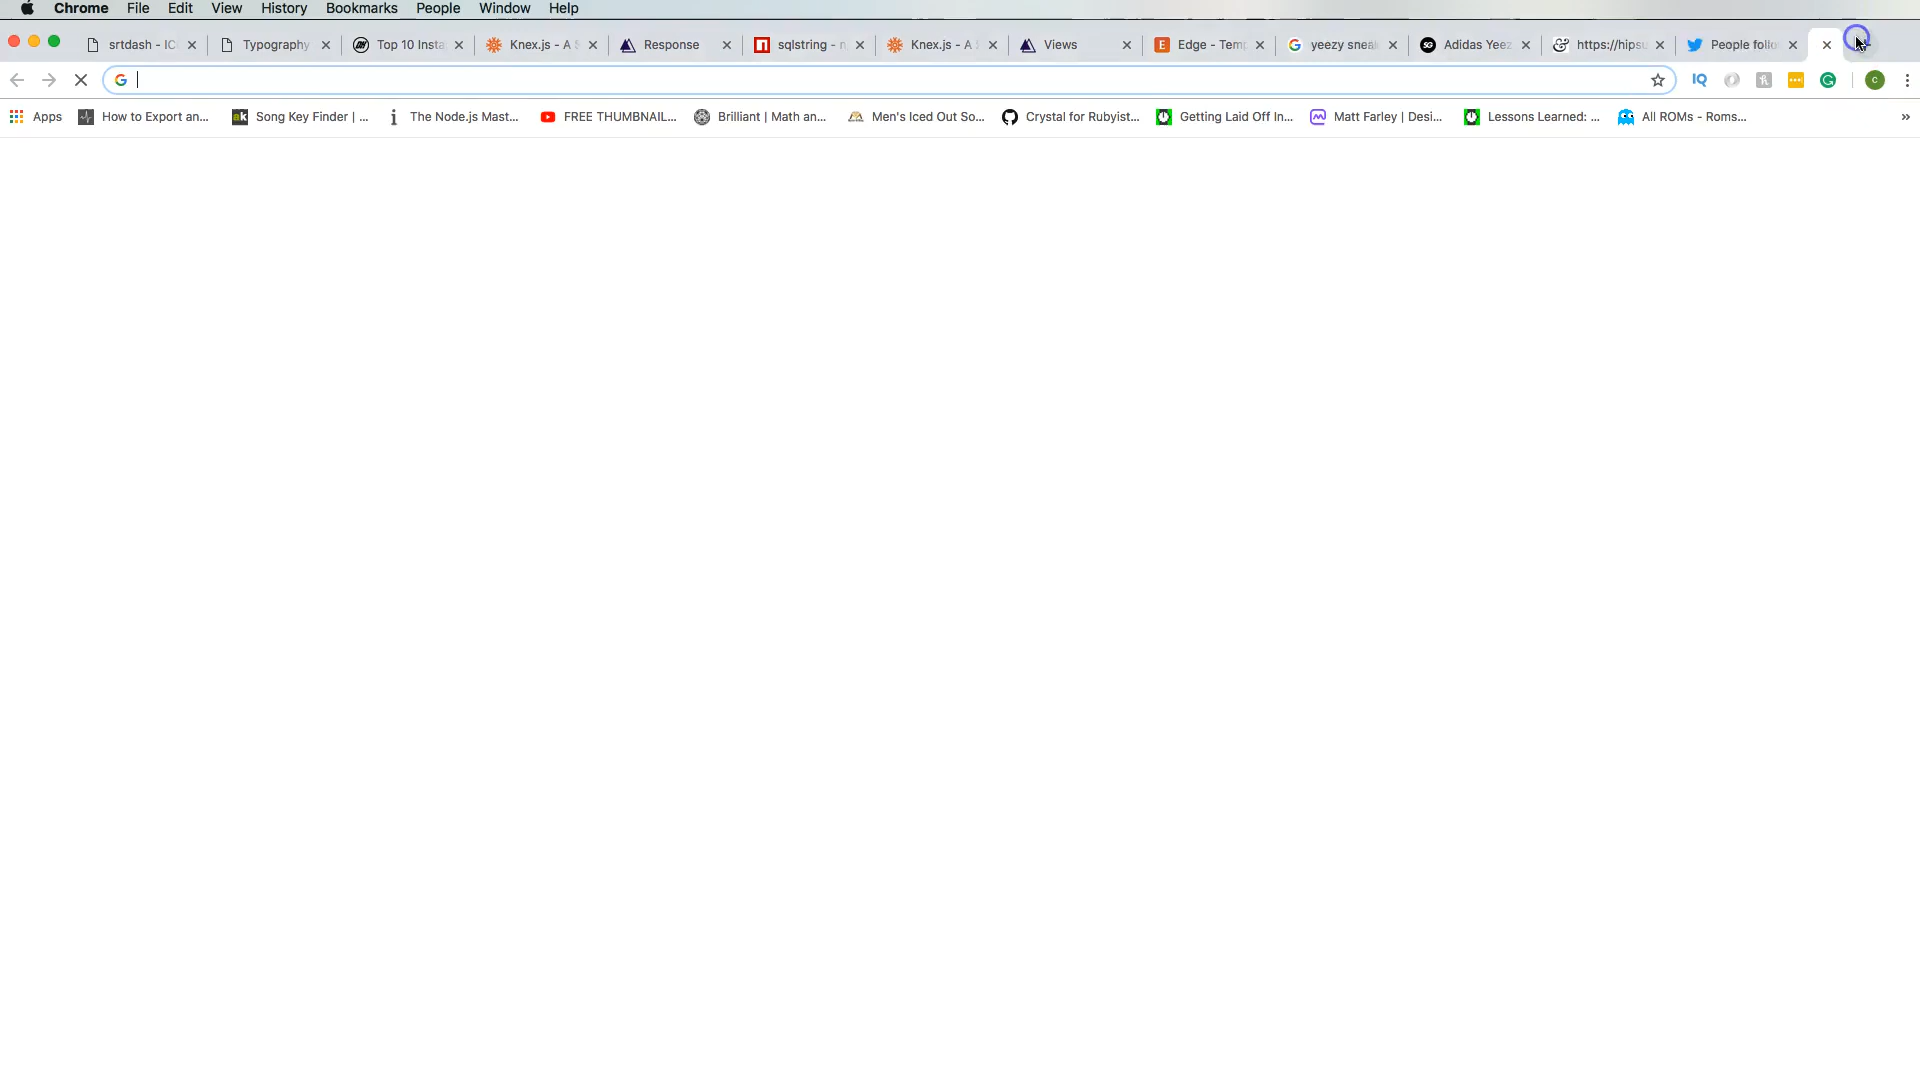 Chrome File Edit View History Bookmarks People Window Help
srtdash - IC Typography Top 10 Insta Knex.js - A S Response sqlstring - n Knex.js - A S Views Edge - Temp yeezy sneak Adidas Yeez https://hipsu People follo
Apps How to Export an... Song Key Finder | ... The Node.js Mast... FREE THUMBNAIL... Brilliant | Math an... Men's Iced Out So... Crystal for Rubyist... Getting Laid Off In... Matt Farley | Desi... Lessons Learned: ... All ROMs - Roms... »